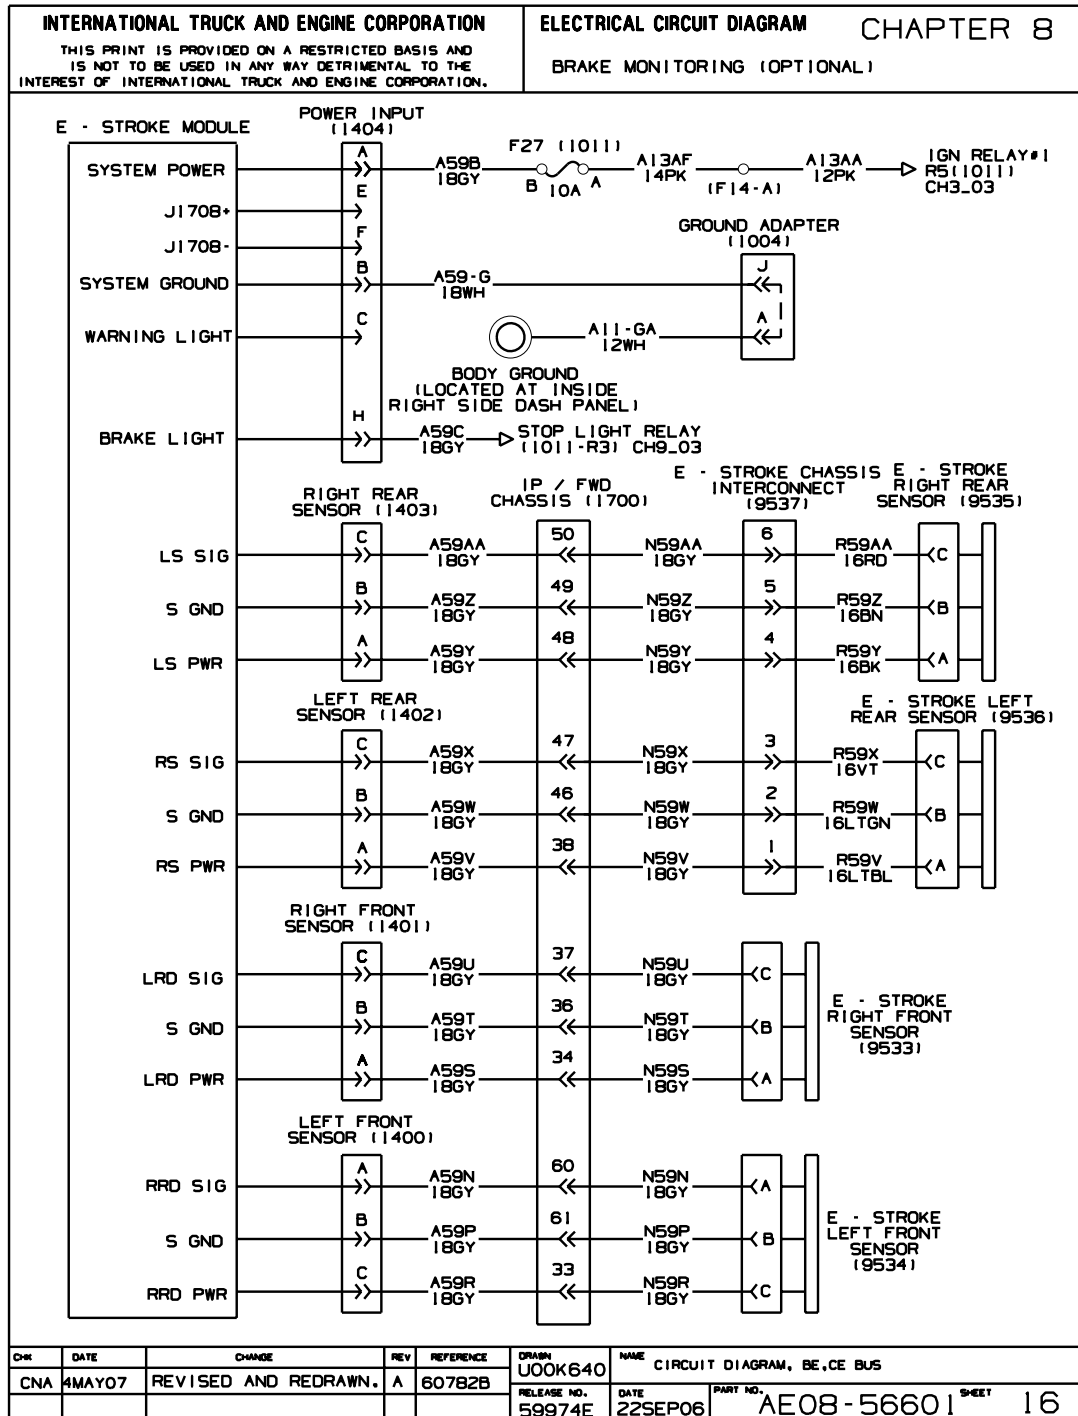 INTERNATIONAL TRUCK AND ENGINE CORPORATION
THIS PRINT IS PROVIDED ON A RESTRICTED BASIS AND
IS NOT TO BE USED IN ANY WAY DETRIMENTAL TO THE
INTEREST OF INTERNATIONAL TRUCK AND ENGINE CORPORATION.
ELECTRICAL CIRCUIT DIAGRAM
CHAPTER 8
BRAKE MONITORING (OPTIONAL)
E - STROKE MODULE
POWER INPUT
(1404)
SYSTEM POWER
A
A59B
18GY
F27 (1011)
B 10A A
A13AF
14PK
(F14-A)
A13AA
12PK
IGN RELAY#1
R5(1011)
CH3_03
J1708+
E
J1708-
F
SYSTEM GROUND
B
A59-G
18WH
GROUND ADAPTER
(1004)
J
WARNING LIGHT
C
A11-GA
12WH
A
BODY GROUND
(LOCATED AT INSIDE
RIGHT SIDE DASH PANEL)
BRAKE LIGHT
H
A59C
18GY
STOP LIGHT RELAY
(1011-R3) CH9_03
RIGHT REAR
SENSOR (1403)
IP / FWD
CHASSIS (1700)
E - STROKE CHASSIS
INTERCONNECT
(9537)
E - STROKE
RIGHT REAR
SENSOR (9535)
LS SIG
C
A59AA
18GY
50
N59AA
18GY
6
R59AA
16RD
C
S GND
B
A59Z
18GY
49
N59Z
18GY
5
R59Z
16BN
B
LS PWR
A
A59Y
18GY
48
N59Y
18GY
4
R59Y
16BK
A
LEFT REAR
SENSOR (1402)
E - STROKE LEFT
REAR SENSOR (9536)
RS SIG
C
A59X
18GY
47
N59X
18GY
3
R59X
16VT
C
S GND
B
A59W
18GY
46
N59W
18GY
2
R59W
16LTGN
B
RS PWR
A
A59V
18GY
38
N59V
18GY
1
R59V
16LTBL
A
RIGHT FRONT
SENSOR (1401)
LRD SIG
C
A59U
18GY
37
N59U
18GY
C
S GND
B
A59T
18GY
36
N59T
18GY
B
LRD PWR
A
A59S
18GY
34
N59S
18GY
A
E - STROKE
RIGHT FRONT
SENSOR
(9533)
LEFT FRONT
SENSOR (1400)
RRD SIG
A
A59N
18GY
60
N59N
18GY
A
S GND
B
A59P
18GY
61
N59P
18GY
B
RRD PWR
C
A59R
18GY
33
N59R
18GY
C
E - STROKE
LEFT FRONT
SENSOR
(9534)
CHK DATE CHANGE REV REFERENCE
CNA 4MAY07 REVISED AND REDRAWN. A 60782B
DRAWN
U00K640
NAME CIRCUIT DIAGRAM, BE,CE BUS
RELEASE NO.
59974E
DATE
22SEP06
PART NO. AE08-56601
SHEET 16